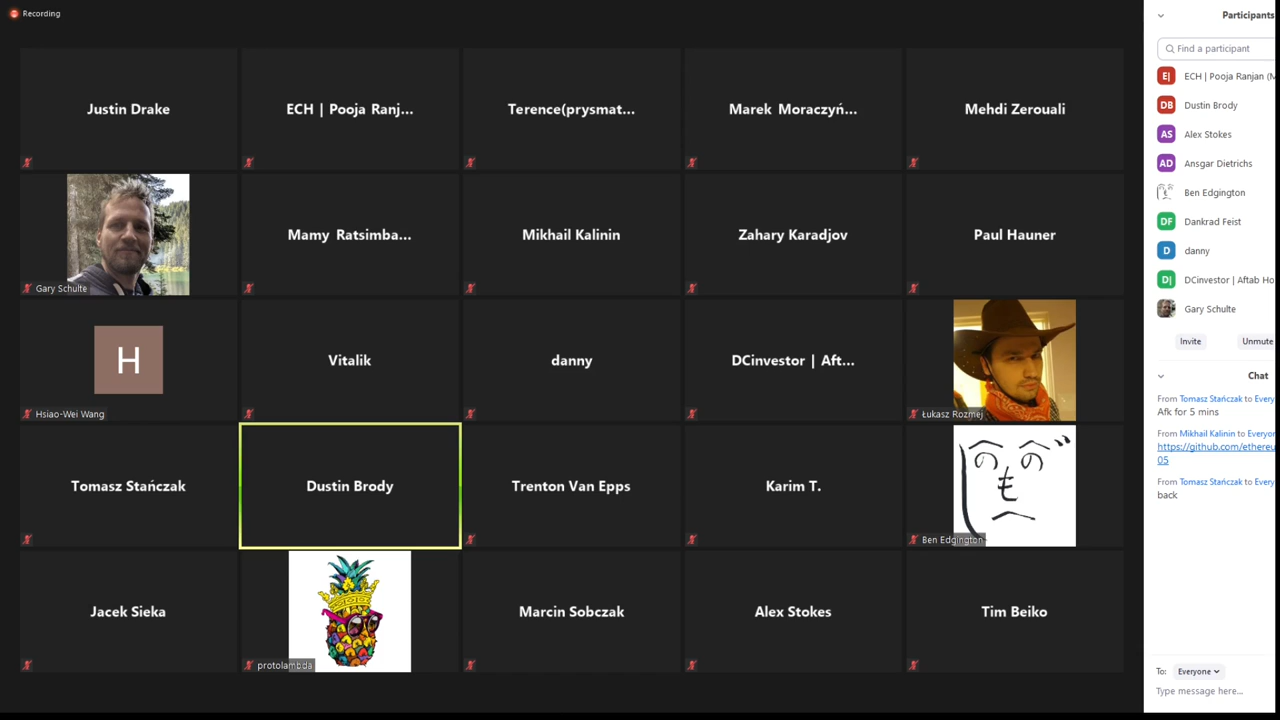 Recording
Participants
Find a participant
Justin Drake
ECH | Pooja Ranj...
Terence(prysmat...
Marek Moraczyń...
Mehdi Zerouali
Gary Schulte
Mamy Ratsimba...
Mikhail Kalinin
Zahary Karadjov
Paul Hauner
H
Hsiao-Wei Wang
Vitalik
danny
DCinvestor | Aft...
Łukasz Rozmej
Tomasz Stańczak
Dustin Brody
Trenton Van Epps
Karim T.
Ben Edgington
Jacek Sieka
protolambda
Marcin Sobczak
Alex Stokes
Tim Beiko
E| ECH | Pooja Ranjan (M
DB Dustin Brody
AS Alex Stokes
AD Ansgar Dietrichs
Ben Edgington
DF Dankrad Feist
D danny
D| DCinvestor | Aftab Ho
Gary Schulte
Invite
Unmute
Chat
From Tomasz Stańczak to Every
Afk for 5 mins
From Mikhail Kalinin to Everyon
https://github.com/ethereu
05
From Tomasz Stańczak to Every
back
To: Everyone
Type message here...